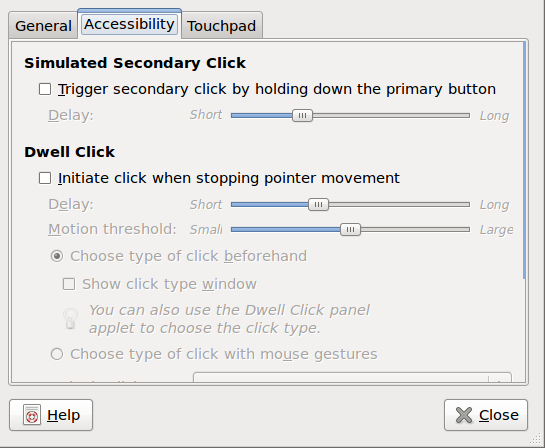 General Accessibility Touchpad
Simulated Secondary Click
Trigger secondary click by holding down the primary button
Delay: Short Long
Dwell Click
Initiate click when stopping pointer movement
Delay: Short Long
Motion threshold: Small Large
Choose type of click beforehand
Show click type window
You can also use the Dwell Click panel
applet to choose the click type.
Choose type of click with mouse gestures
Help Close